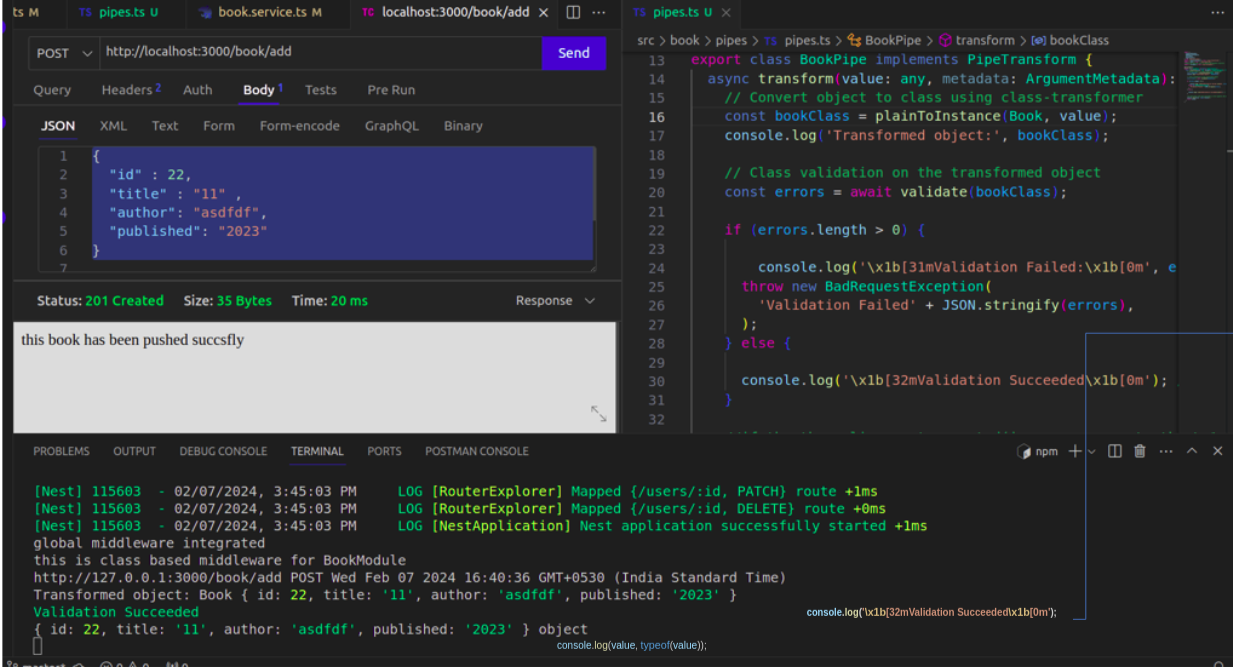 ts M TS pipes.ts U book.service.ts M TC localhost:3000/book/add × ···
POST http://localhost:3000/book/add Send
Query Headers 2 Auth Body 1 Tests Pre Run
JSON XML Text Form Form-encode GraphQL Binary
1 {
2 "id" : 22,
3 "title" : "11" ,
4 "author": "asdfdf",
5 "published": "2023"
6 }
7
Status: 201 Created Size: 35 Bytes Time: 20 ms Response
this book has been pushed succsfly
TS pipes.ts U × ···
src > book > pipes > TS pipes.ts > BookPipe > transform > bookClass
13 export class BookPipe implements PipeTransform {
14 async transform(value: any, metadata: ArgumentMetadata):
15 // Convert object to class using class-transformer
16 const bookClass = plainToInstance(Book, value);
17 console.log('Transformed object:', bookClass);
18
19 // Class validation on the transformed object
20 const errors = await validate(bookClass);
21
22 if (errors.length > 0) {
23
24 console.log('\x1b[31mValidation Failed:\x1b[0m', e
25 throw new BadRequestException(
26 'Validation Failed' + JSON.stringify(errors),
27 );
28 } else {
29
30 console.log('\x1b[32mValidation Succeeded\x1b[0m');
31 }
32
PROBLEMS OUTPUT DEBUG CONSOLE TERMINAL PORTS POSTMAN CONSOLE npm + ··· ×
[Nest] 115603 - 02/07/2024, 3:45:03 PM LOG [RouterExplorer] Mapped {/users/:id, PATCH} route +1ms
[Nest] 115603 - 02/07/2024, 3:45:03 PM LOG [RouterExplorer] Mapped {/users/:id, DELETE} route +0ms
[Nest] 115603 - 02/07/2024, 3:45:03 PM LOG [NestApplication] Nest application successfully started +1ms
global middleware integrated
this is class based middleware for BookModule
http://127.0.0.1:3000/book/add POST Wed Feb 07 2024 16:40:36 GMT+0530 (India Standard Time)
Transformed object: Book { id: 22, title: '11', author: 'asdfdf', published: '2023' }
Validation Succeeded
console.log('\x1b[32mValidation Succeeded\x1b[0m');
{ id: 22, title: '11', author: 'asdfdf', published: '2023' } object
console.log(value, typeof(value));